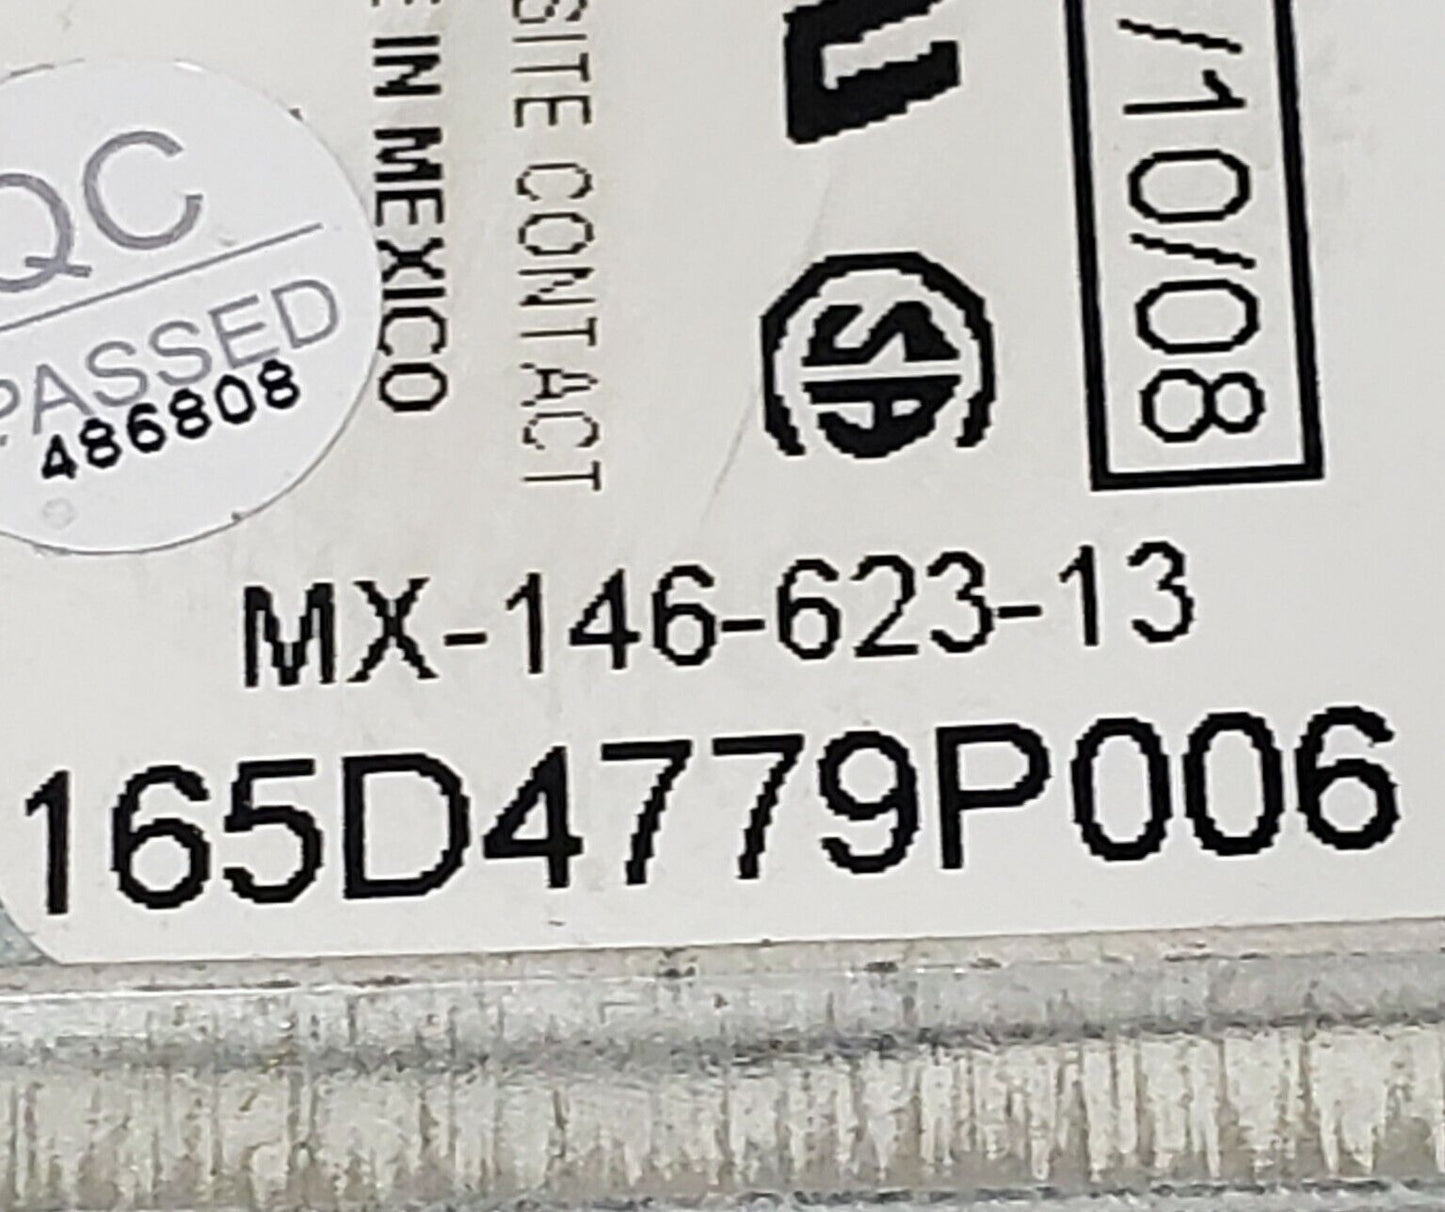 QC
PASSED
486808
IN MEXICO
SITE CONTACT
/10/08
MX-146-623-13
165D4779P006